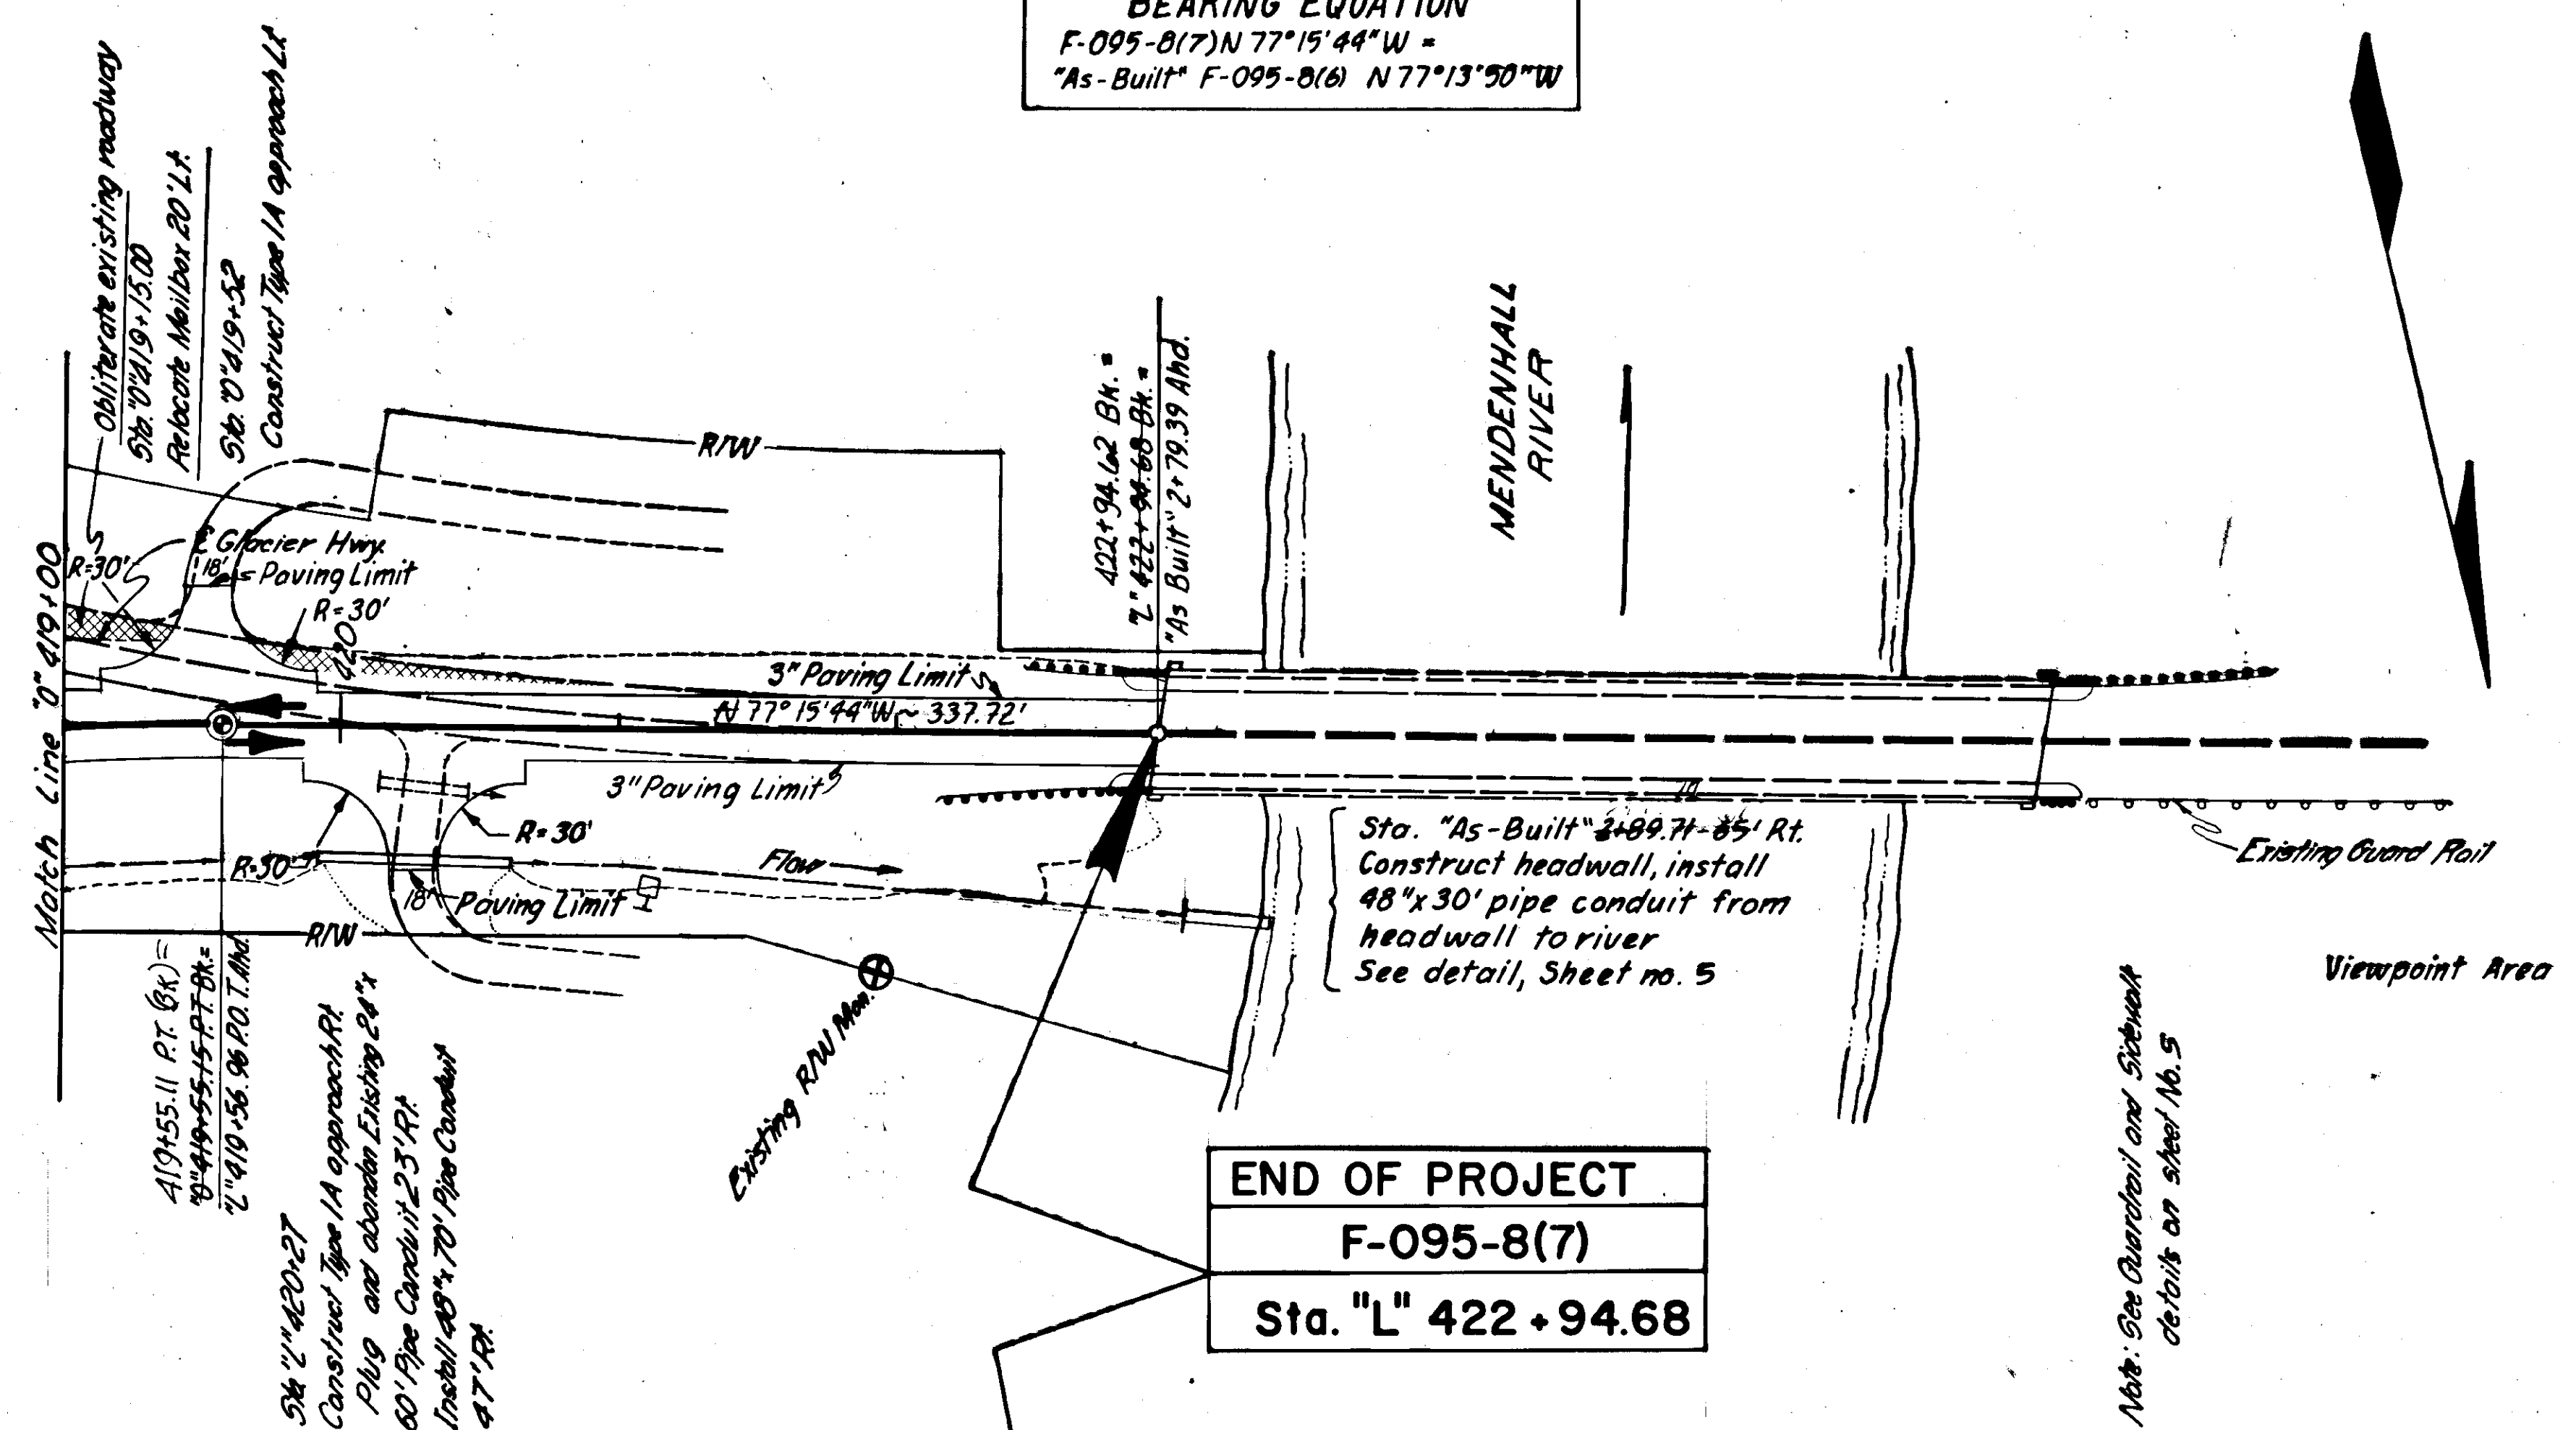 BEARING EQUATION
F-095-8(7) N 77°15'44"W =
"As-Built" F-095-8(6) N 77°13'50"W
Obliterate existing roadway
Sta. "O" 419+15.00
Relocate Mailbox 20' Lt.
Sta. "O" 419+52
Construct Type IA approach Lt
R/W
422+94.62 Bk. =
"L" 422+94.68 Bk. =
"As Built" 2+79.39 Ahd.
MENDENHALL
RIVER
Match Line "O" 419+00
R=30'
℄ Glacier Hwy.
18'
Paving Limit
R=30'
420
3" Paving Limit
N 77° 15'44"W ~ 337.72'
3" Paving Limit
R=30'
R=50'
Flow
18'
Paving Limit
R/W
Sta. "As-Built" 2+89.71-65' Rt.
Construct headwall, install
48"x30' pipe conduit from
headwall to river
See detail, Sheet no. 5
Existing Guard Rail
Viewpoint Area
419+55.11 P.T. (BK) =
"O" 419+55.15 P.T. Bk. =
"L" 419+56.96 P.O.T. Ahd.
Sta "L" 420+27
Construct Type IA approach Rt.
Plug and abandon Existing 24"x
60' Pipe Conduit 23' Rt.
Install 48"x 70' Pipe Conduit
47' Rt.
Existing R/W Mon.
END OF PROJECT
F-095-8(7)
Sta. "L" 422+94.68
Note: See Guardrail and Sidewalk
details on sheet No. 5